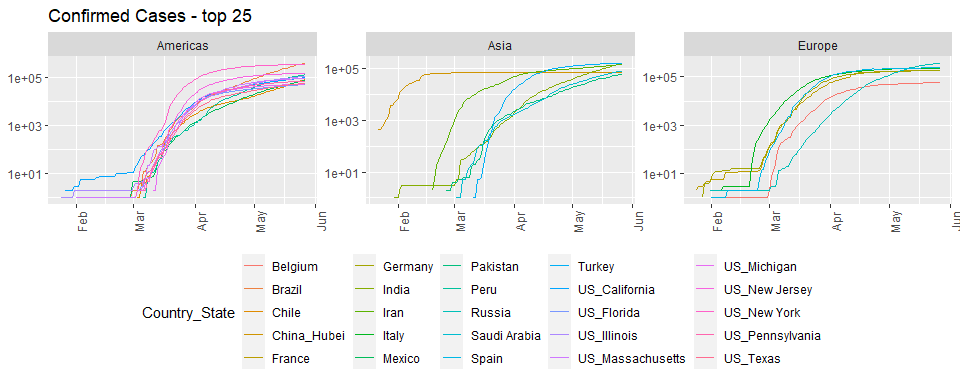 Confirmed Cases - top 25
Americas
Asia
Europe
1e+05
1e+03
1e+01
1e+05
1e+03
1e+01
1e+05
1e+03
1e+01
Feb
Mar
Apr
May
Jun
Feb
Mar
Apr
May
Jun
Feb
Mar
Apr
May
Jun
Country_State
Belgium
Brazil
Chile
China_Hubei
France
Germany
India
Iran
Italy
Mexico
Pakistan
Peru
Russia
Saudi Arabia
Spain
Turkey
US_California
US_Florida
US_Illinois
US_Massachusetts
US_Michigan
US_New Jersey
US_New York
US_Pennsylvania
US_Texas